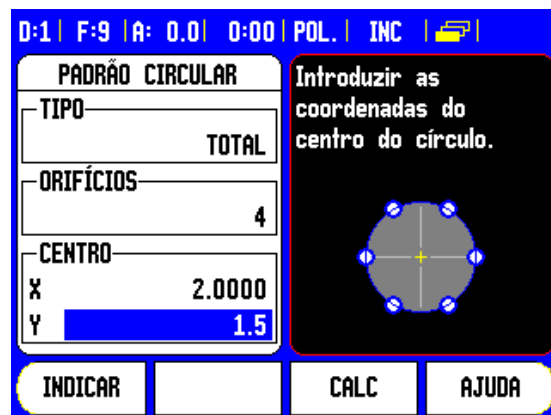 D:1| F:9 |A: 0.0| 0:00|POL.| INC |
PADRÃO CIRCULAR
TIPO
TOTAL
ORIFÍCIOS
4
CENTRO
X 2.0000
Y 1.5
Introduzir as
coordenadas do
centro do círculo.
INDICAR CALC AJUDA